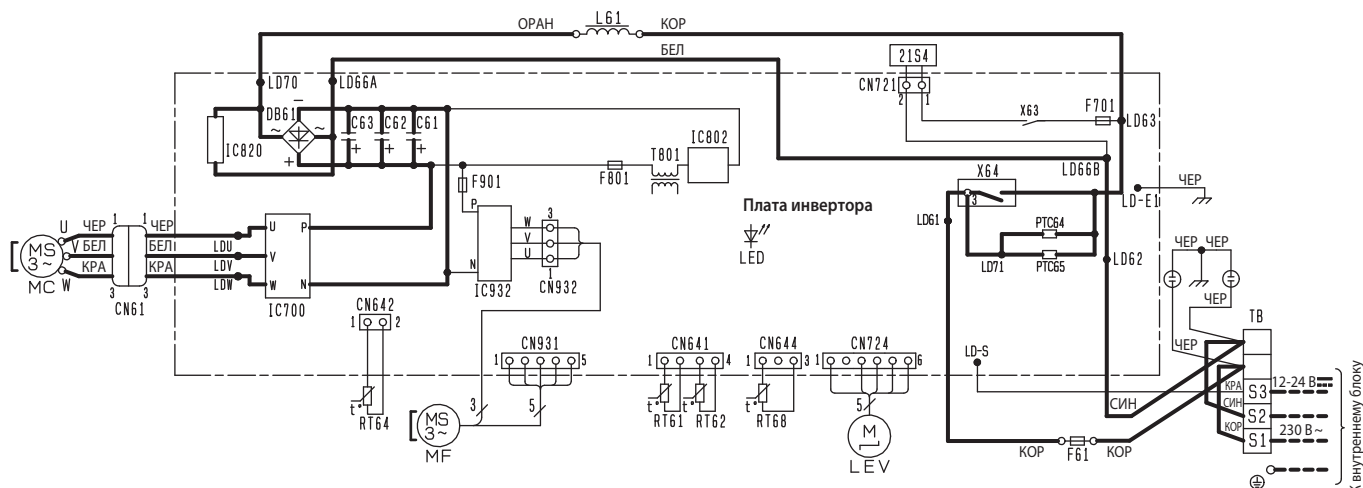 ОРАН L61 КОР
БЕЛ
21S4
LD70 LD66A CN721
2 1 X63 F701
DB61 − C63 C62 C61 LD63
~ ~ IC802
IC820 T801
+ + + + LD66B
F901 F801 X64
P 3 LD-E1 ЧЕР
Плата инвертора
U ЧЕР 1 1 ЧЕР U P W 3 LD61 PTC64
V БЕЛ БЕЛ LDU V V LED ЧЕР ЧЕР
MS 3~ LDV U LD71 PTC65 LD62
W КРА КРА LDW W N N 1
MC 3 3 IC700 IC932 CN932 ЧЕР
CN61 CN642 TB
1 2
CN931 CN641 CN644 CN724 LD-S ЧЕР
1 5 1 4 1 3 1 6
КРА S3 12-24 В
t° t° t° t° 3 5 5 СИН СИН S2
RT64 MS 3~ RT61 RT62 RT68 M КОР S1 230 В ~
MF LEV КОР F61 КОР
К внутреннему блоку